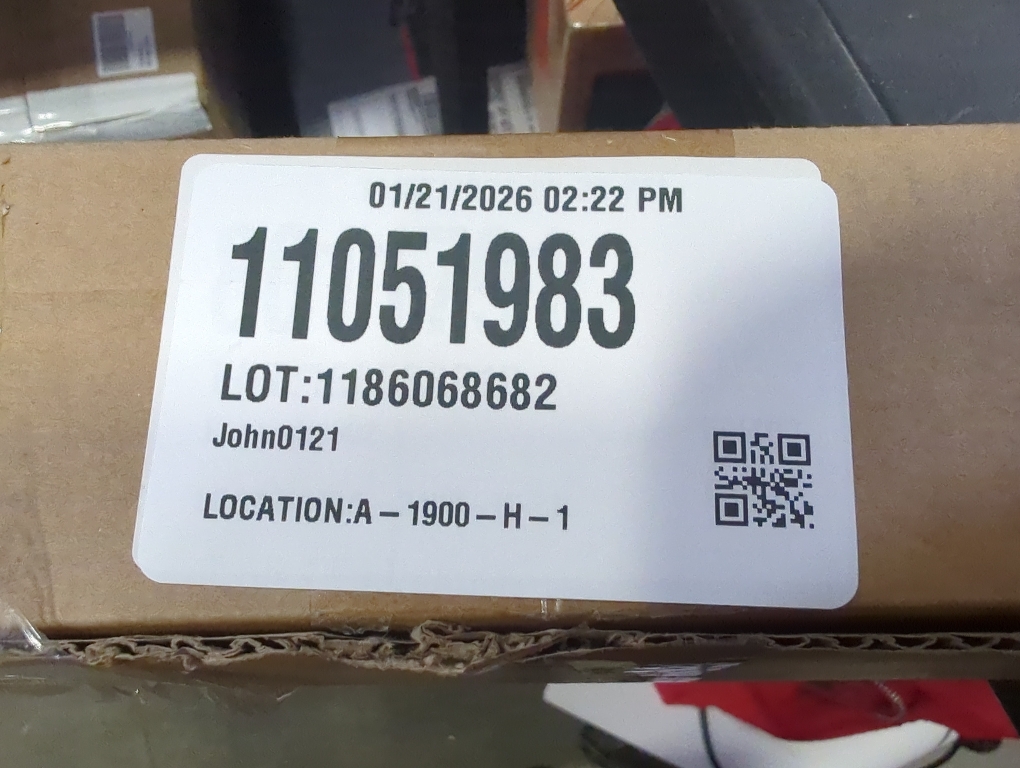 01/21/2026 02:22 PM
11051983
LOT:1186068682
John0121
LOCATION:A – 1900 – H – 1